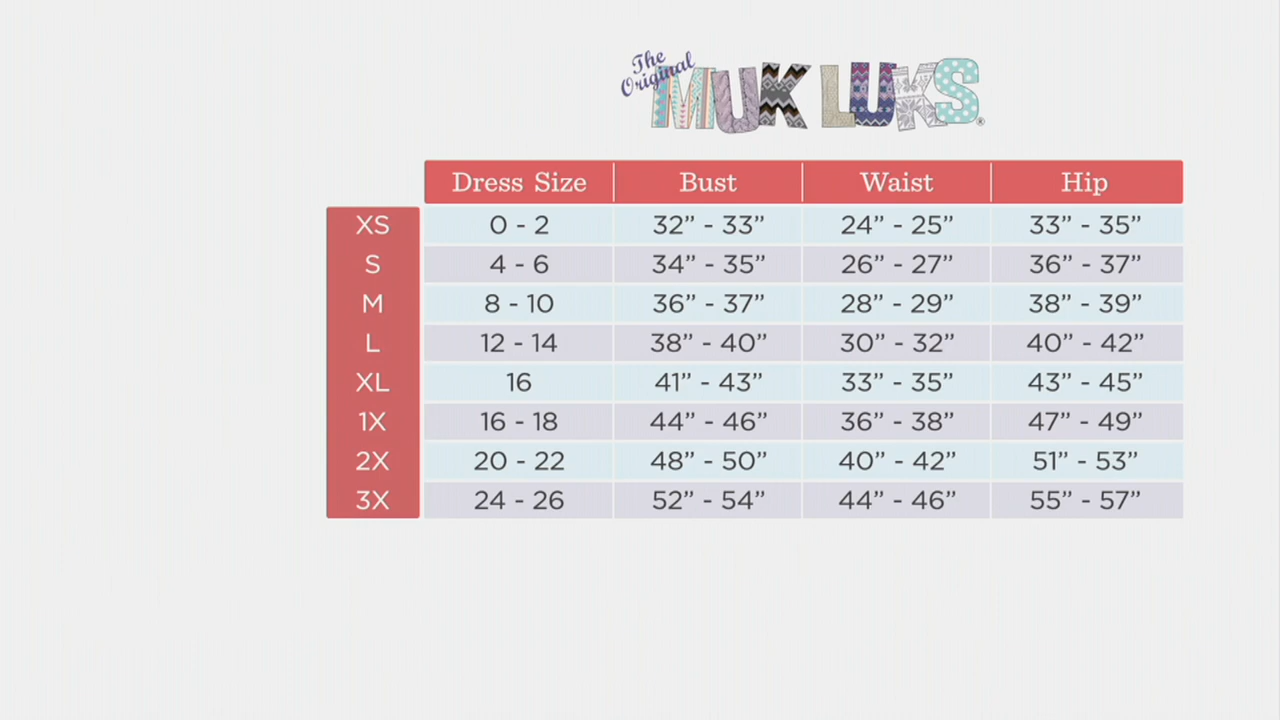 The
Original
MUK LUKS®
Dress Size Bust Waist Hip
XS 0 - 2 32” - 33” 24” - 25” 33” - 35”
S 4 - 6 34” - 35” 26” - 27” 36” - 37”
M 8 - 10 36” - 37” 28” - 29” 38” - 39”
L 12 - 14 38” - 40” 30” - 32” 40” - 42”
XL 16 41” - 43” 33” - 35” 43” - 45”
1X 16 - 18 44” - 46” 36” - 38” 47” - 49”
2X 20 - 22 48” - 50” 40” - 42” 51” - 53”
3X 24 - 26 52” - 54” 44” - 46” 55” - 57”